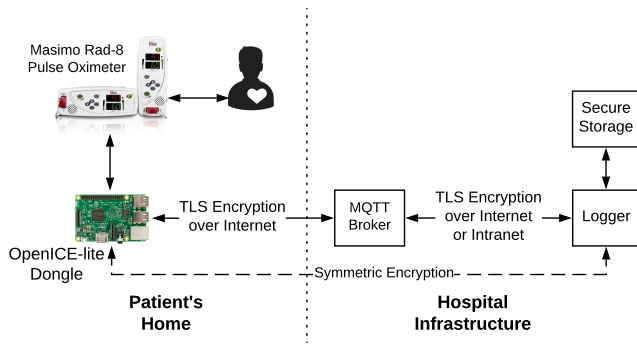 Masimo Rad-8
Pulse Oximeter
Secure
Storage
TLS Encryption
over Internet
MQTT
Broker
TLS Encryption
over Internet
or Intranet
Logger
OpenICE-lite
Dongle
Symmetric Encryption
Patient's
Home
Hospital
Infrastructure